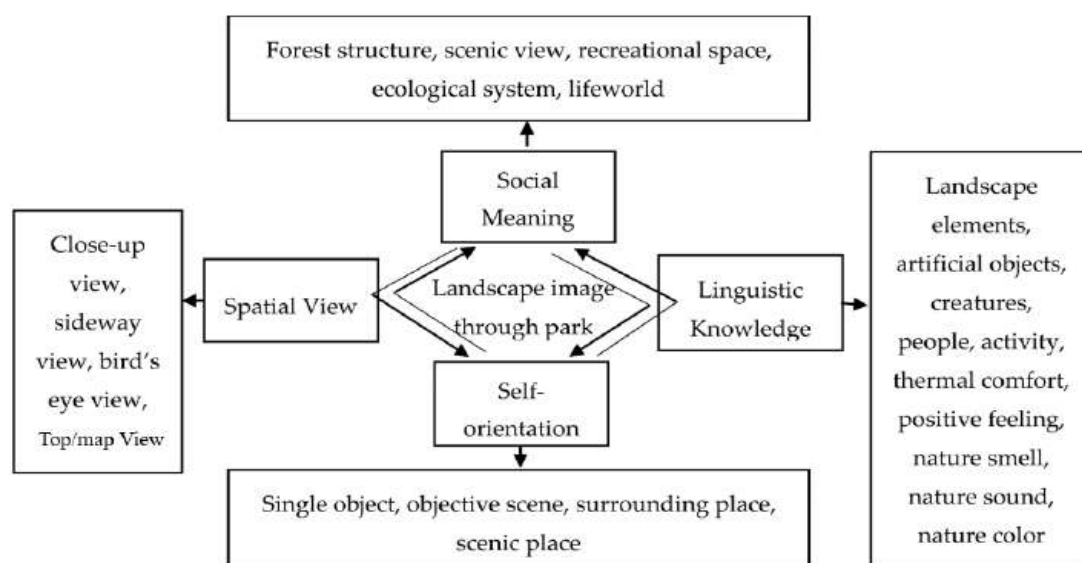 Forest structure, scenic view, recreational space,
ecological system, lifeworld
Social
Meaning
Close-up
view,
sideway
view, bird's
eye view,
Top/map View
Spatial View
Landscape image
through park
Linguistic
Knowledge
Landscape
elements,
artificial objects,
creatures,
people, activity,
thermal comfort,
positive feeling,
nature smell,
nature sound,
nature color
Self-
orientation
Single object, objective scene, surrounding place,
scenic place